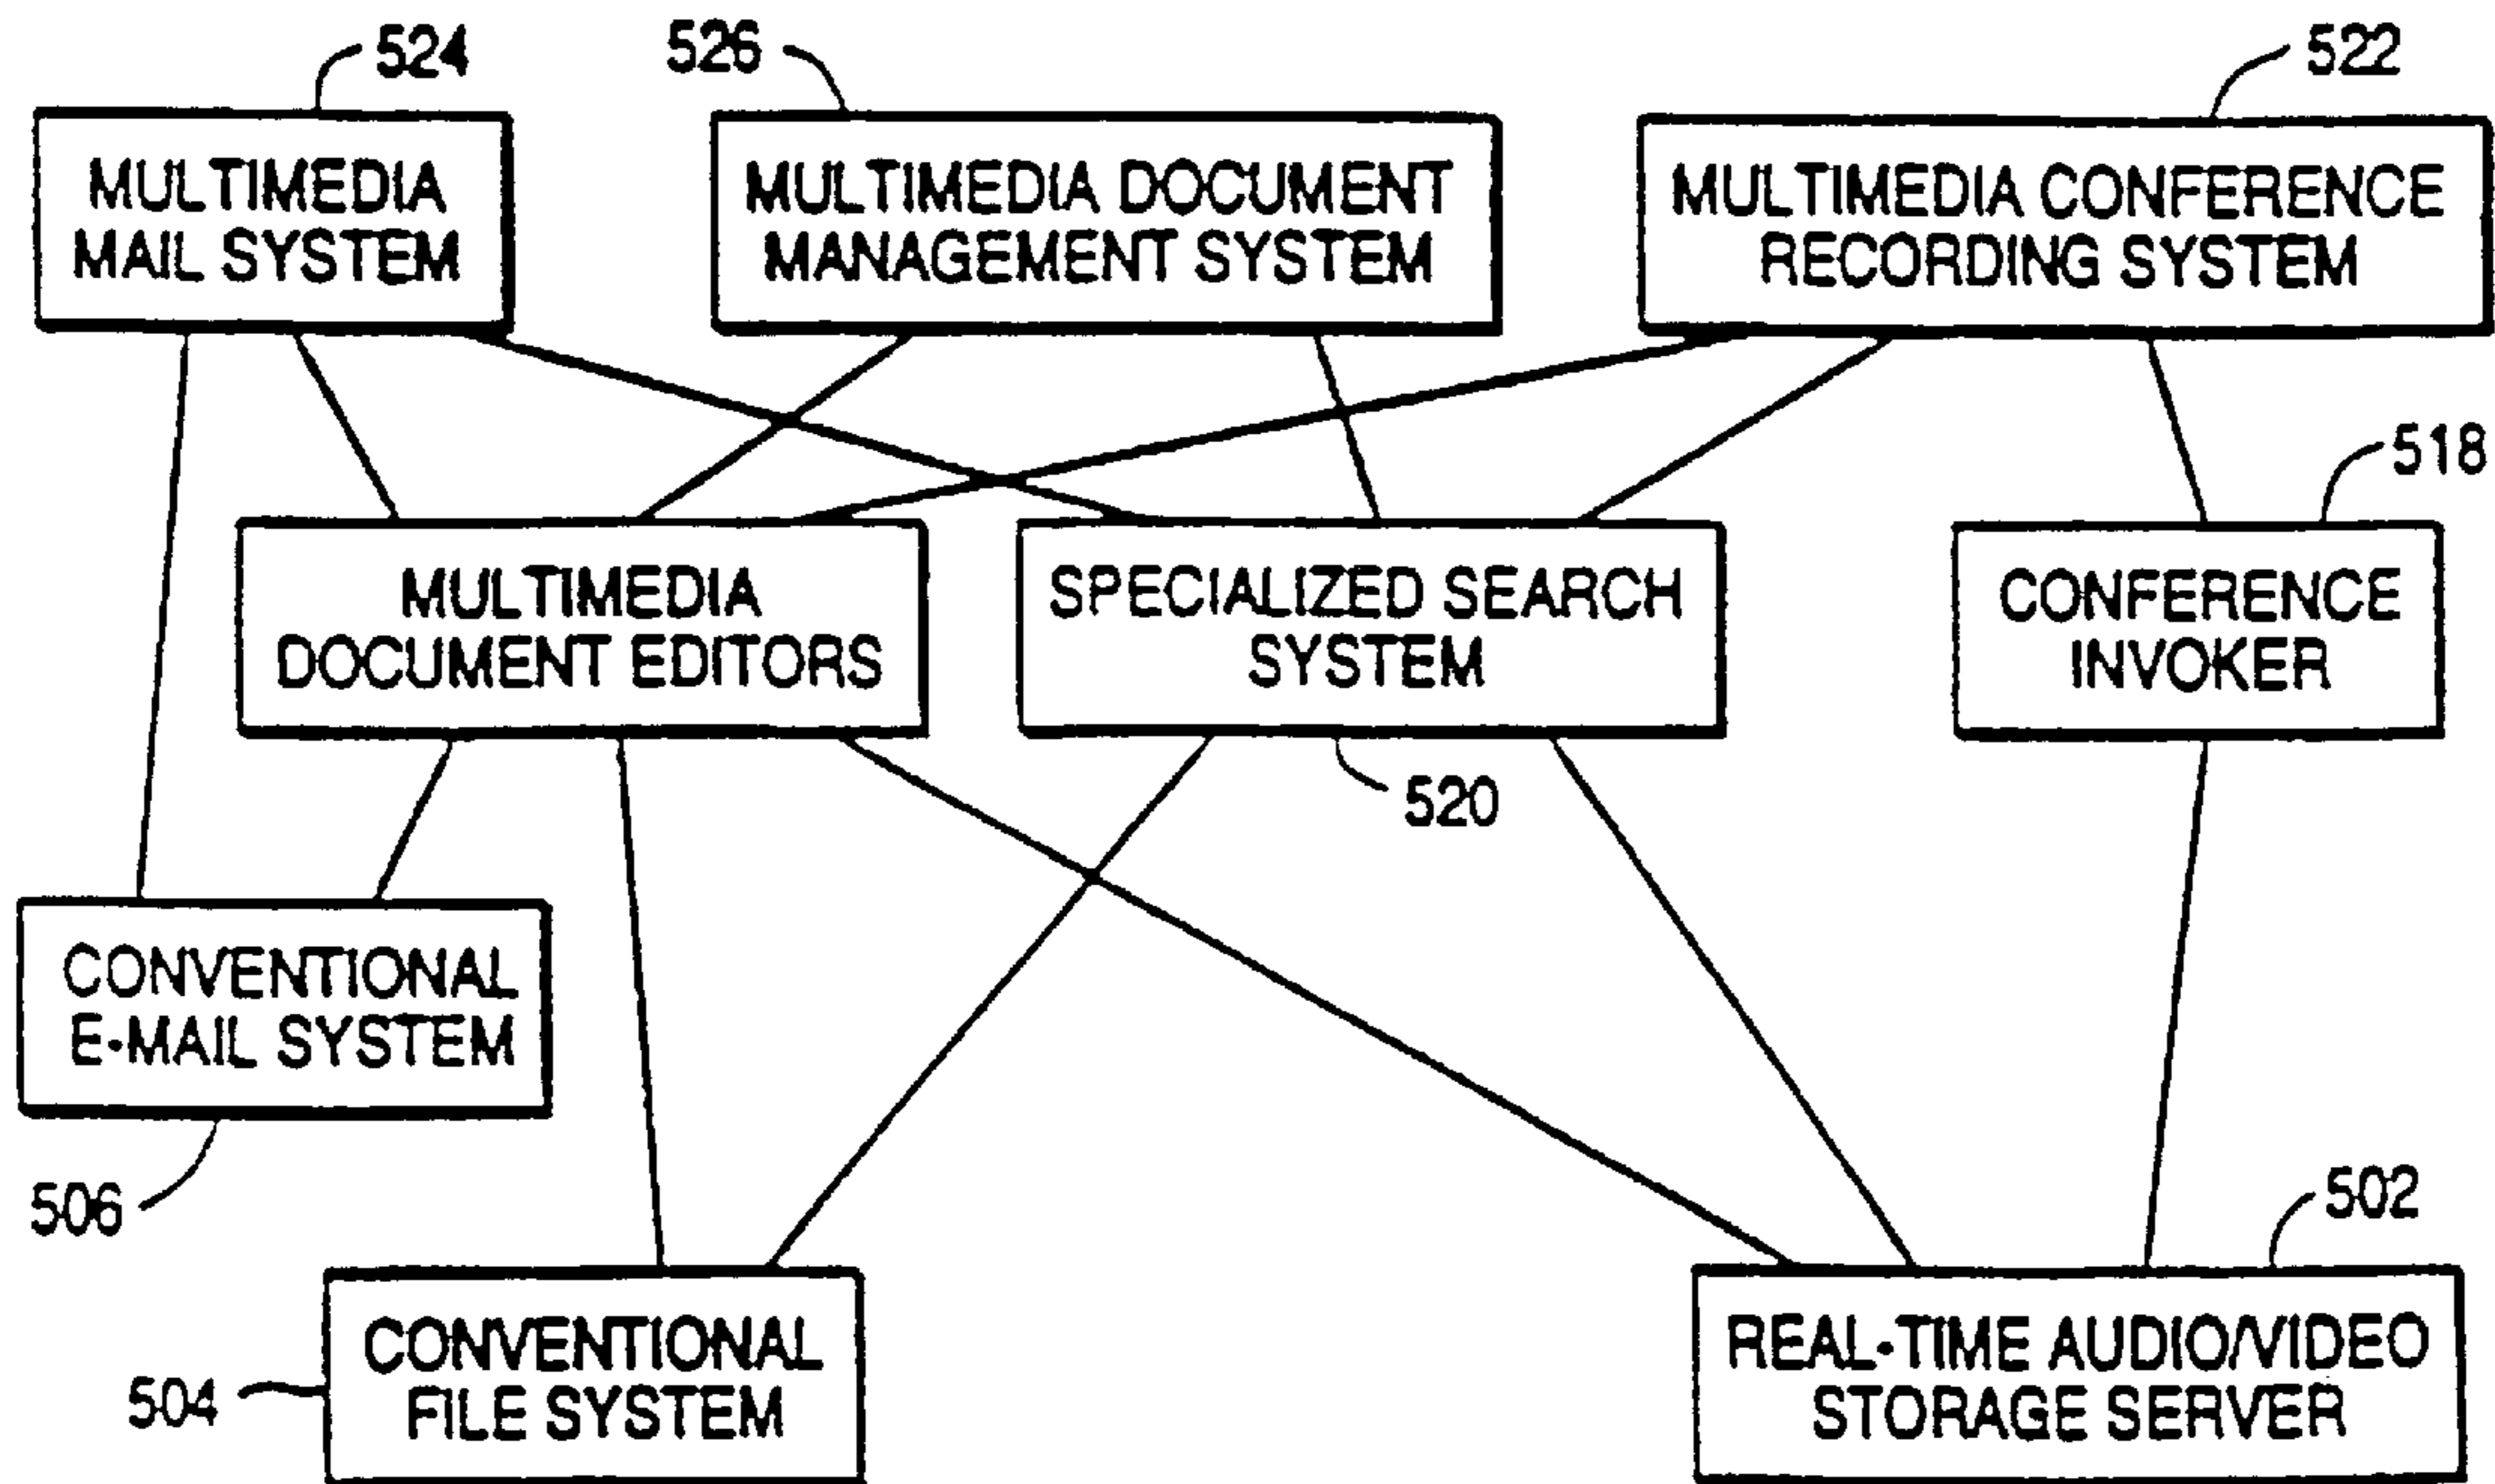 524
526
522
MULTIMEDIA
MAIL SYSTEM
MULTIMEDIA DOCUMENT
MANAGEMENT SYSTEM
MULTIMEDIA CONFERENCE
RECORDING SYSTEM
518
MULTIMEDIA
DOCUMENT EDITORS
SPECIALIZED SEARCH
SYSTEM
CONFERENCE
INVOKER
520
CONVENTIONAL
E-MAIL SYSTEM
506
502
504
CONVENTIONAL
FILE SYSTEM
REAL-TIME AUDIO/VIDEO
STORAGE SERVER